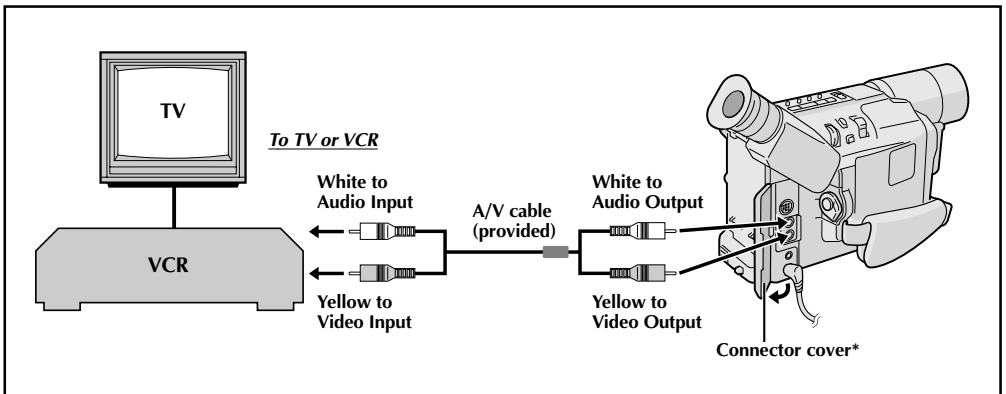 TV
To TV or VCR
White to
Audio Input
A/V cable
(provided)
White to
Audio Output
VCR
Yellow to
Video Input
Yellow to
Video Output
Connector cover*